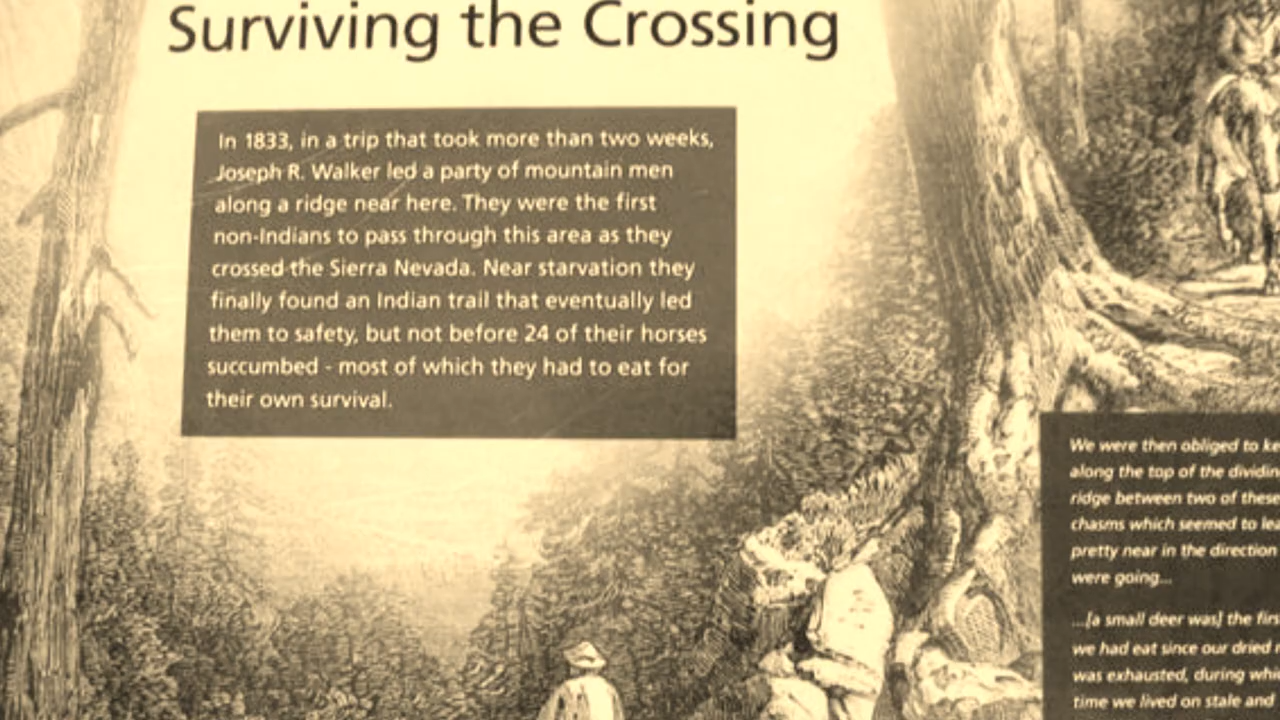 Surviving the Crossing
In 1833, in a trip that took more than two weeks,
Joseph R. Walker led a party of mountain men
along a ridge near here. They were the first
non-Indians to pass through this area as they
crossed the Sierra Nevada. Near starvation they
finally found an Indian trail that eventually led
them to safety, but not before 24 of their horses
succumbed - most of which they had to eat for
their own survival.
We were then obliged to
along the top of the
ridge between two of these
chasms which seemed to
pretty near in the direction
were going...
...[a small deer was] the
we had eat since our dried
was exhausted, during
time we lived on stale and